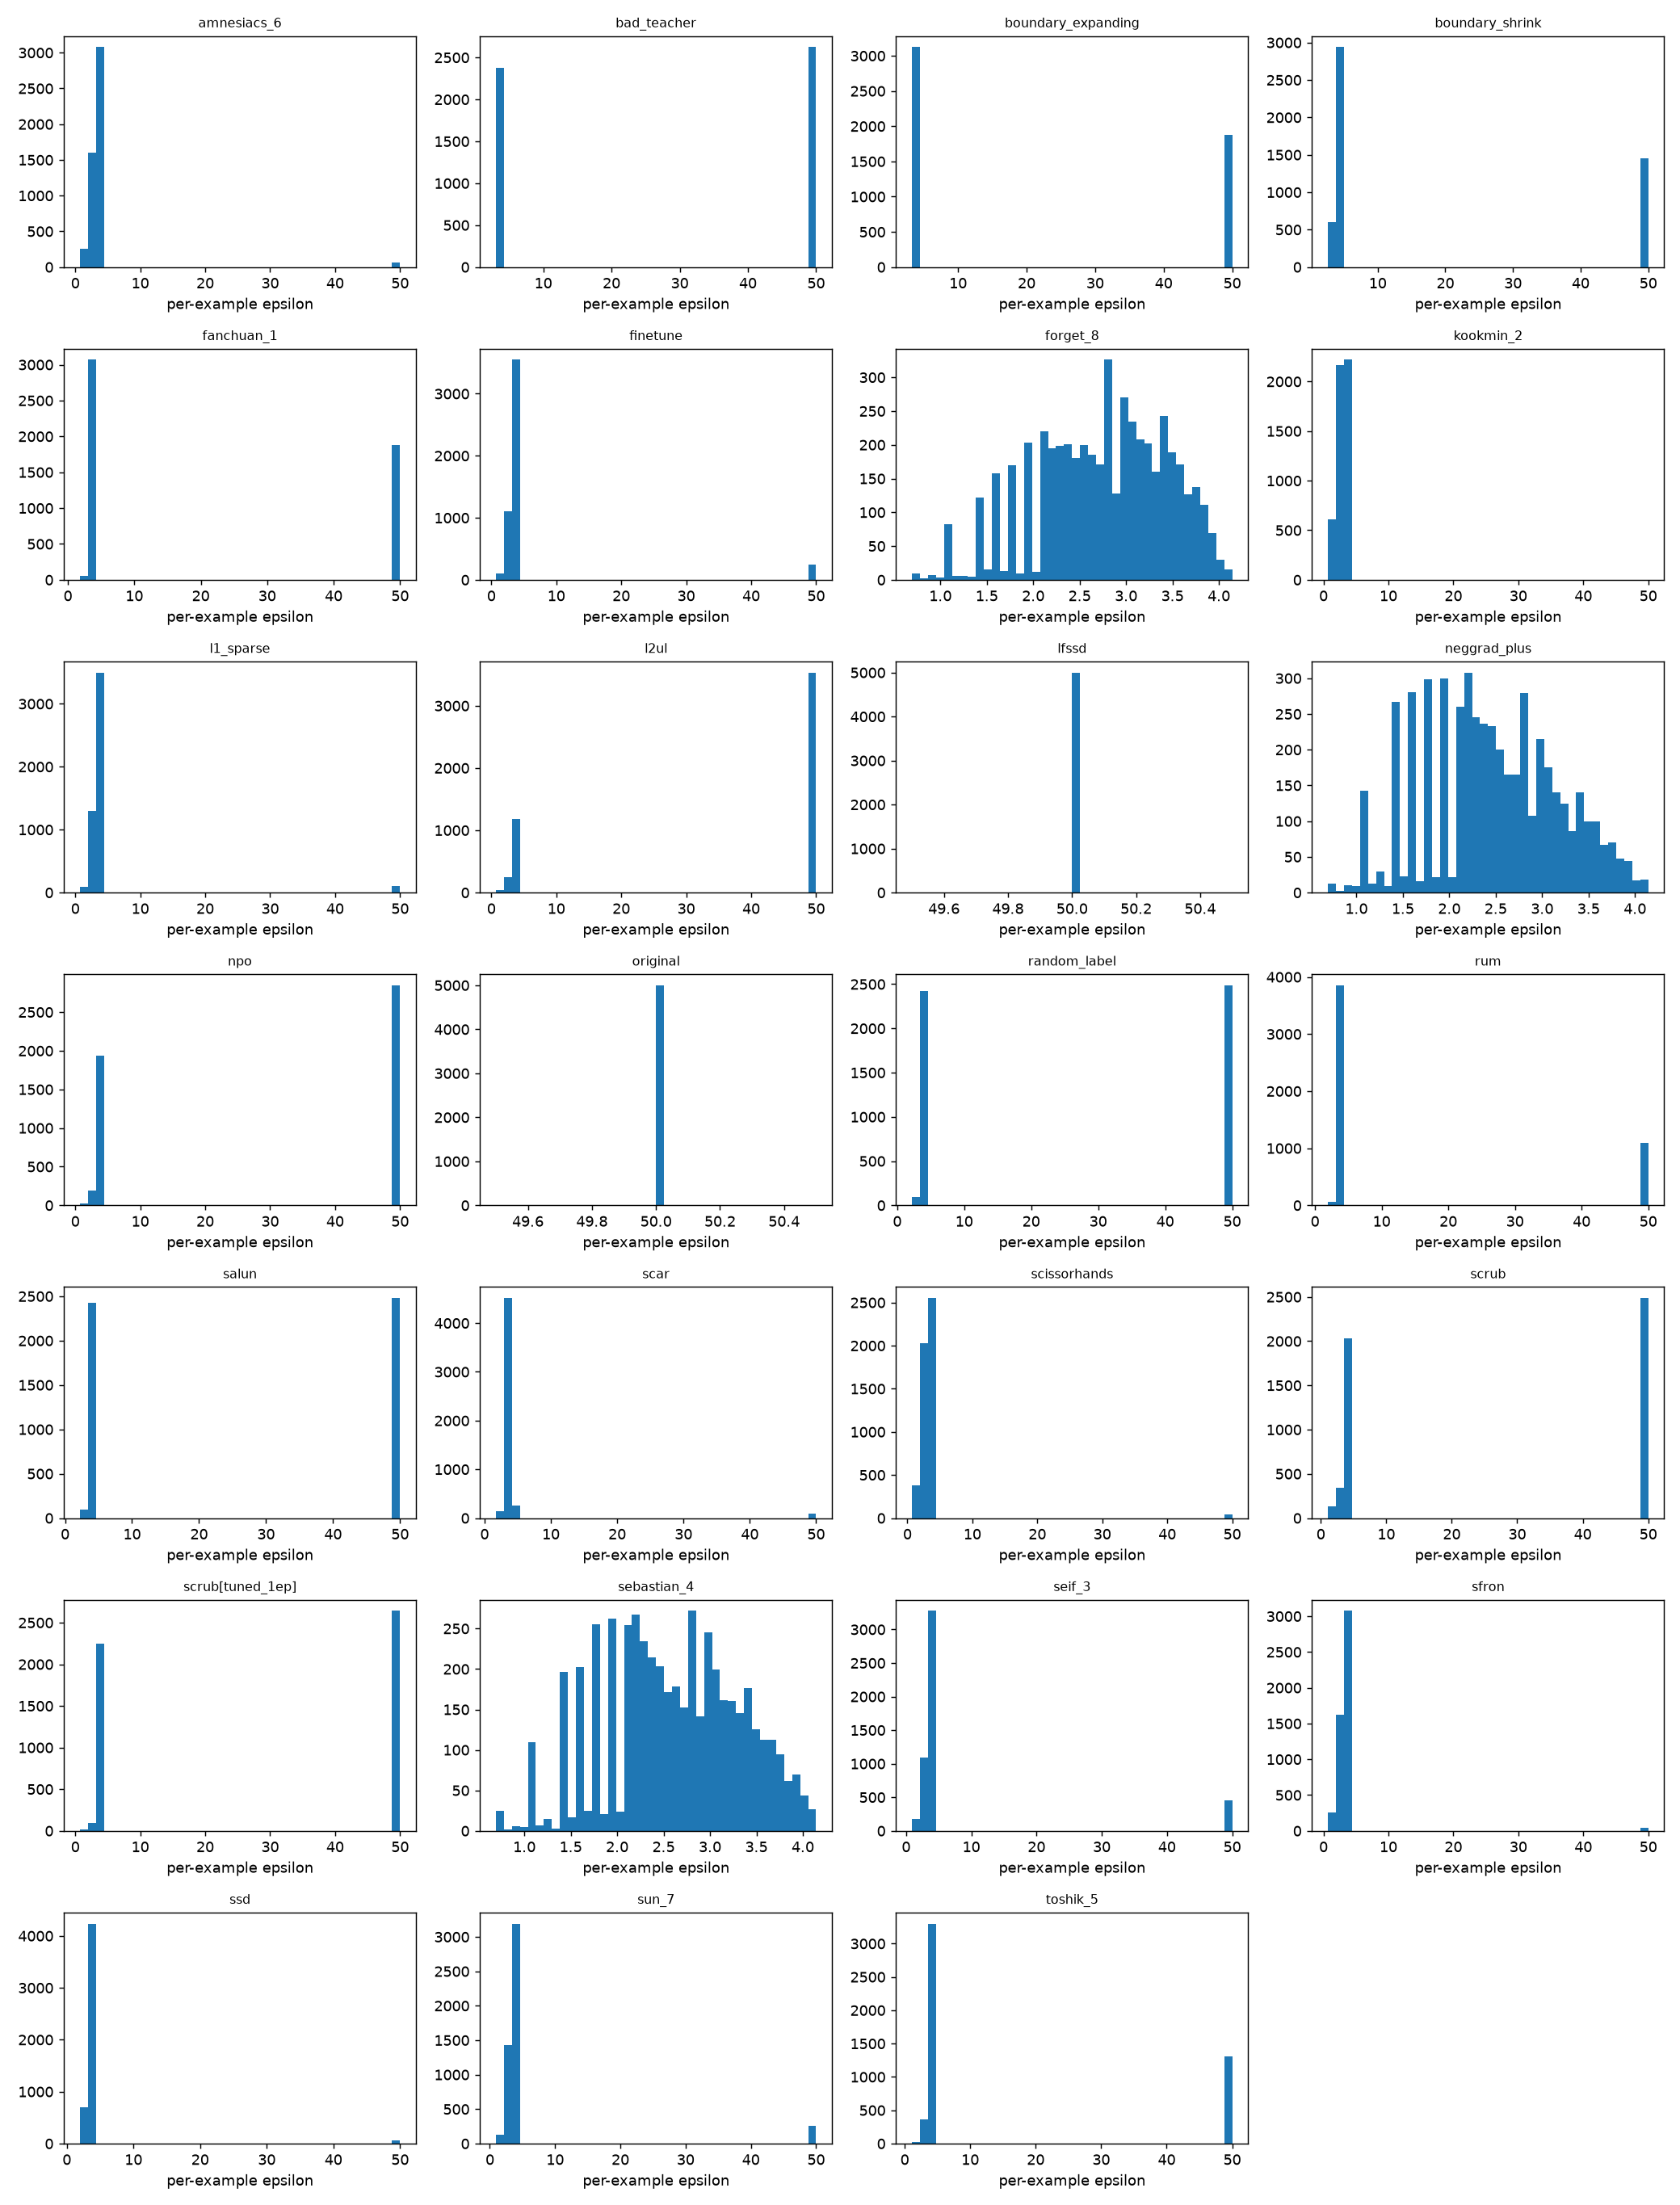 amnesiacs_6
3000
2500
2000
1500
1000
500
0
0 10 20 30 40 50
per-example epsilon
bad_teacher
2500
2000
1500
1000
500
0
10 20 30 40 50
per-example epsilon
boundary_expanding
3000
2500
2000
1500
1000
500
0
10 20 30 40 50
per-example epsilon
boundary_shrink
3000
2500
2000
1500
1000
500
0
10 20 30 40 50
per-example epsilon
fanchuan_1
3000
2500
2000
1500
1000
500
0
0 10 20 30 40 50
per-example epsilon
finetune
3000
2000
1000
0
0 10 20 30 40 50
per-example epsilon
forget_8
300
250
200
150
100
50
0
1.0 1.5 2.0 2.5 3.0 3.5 4.0
per-example epsilon
kookmin_2
2000
1500
1000
500
0
0 10 20 30 40 50
per-example epsilon
l1_sparse
3000
2000
1000
0
0 10 20 30 40 50
per-example epsilon
l2ul
3000
2000
1000
0
0 10 20 30 40 50
per-example epsilon
lfssd
5000
4000
3000
2000
1000
0
49.6 49.8 50.0 50.2 50.4
per-example epsilon
neggrad_plus
300
250
200
150
100
50
0
1.0 1.5 2.0 2.5 3.0 3.5 4.0
per-example epsilon
npo
2500
2000
1500
1000
500
0
0 10 20 30 40 50
per-example epsilon
original
5000
4000
3000
2000
1000
0
49.6 49.8 50.0 50.2 50.4
per-example epsilon
random_label
2500
2000
1500
1000
500
0
0 10 20 30 40 50
per-example epsilon
rum
4000
3000
2000
1000
0
0 10 20 30 40 50
per-example epsilon
salun
2500
2000
1500
1000
500
0
0 10 20 30 40 50
per-example epsilon
scar
4000
3000
2000
1000
0
0 10 20 30 40 50
per-example epsilon
scissorhands
2500
2000
1500
1000
500
0
0 10 20 30 40 50
per-example epsilon
scrub
2500
2000
1500
1000
500
0
0 10 20 30 40 50
per-example epsilon
scrub[tuned_1ep]
2500
2000
1500
1000
500
0
0 10 20 30 40 50
per-example epsilon
sebastian_4
250
200
150
100
50
0
1.0 1.5 2.0 2.5 3.0 3.5 4.0
per-example epsilon
seif_3
3000
2500
2000
1500
1000
500
0
0 10 20 30 40 50
per-example epsilon
sfron
3000
2500
2000
1500
1000
500
0
0 10 20 30 40 50
per-example epsilon
ssd
4000
3000
2000
1000
0
0 10 20 30 40 50
per-example epsilon
sun_7
3000
2500
2000
1500
1000
500
0
0 10 20 30 40 50
per-example epsilon
toshik_5
3000
2500
2000
1500
1000
500
0
0 10 20 30 40 50
per-example epsilon